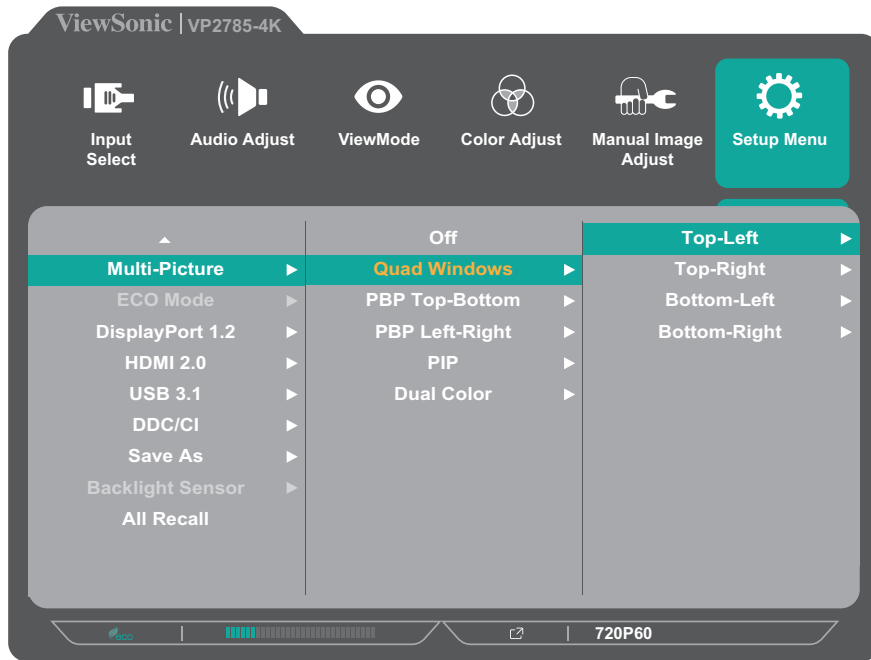 ViewSonic | VP2785-4K
Input
Select
Audio Adjust
ViewMode
Color Adjust
Manual Image
Adjust
Setup Menu
Multi-Picture
ECO Mode
DisplayPort 1.2
HDMI 2.0
USB 3.1
DDC/CI
Save As
Backlight Sensor
All Recall
Off
Quad Windows
PBP Top-Bottom
PBP Left-Right
PIP
Dual Color
Top-Left
Top-Right
Bottom-Left
Bottom-Right
eco
720P60